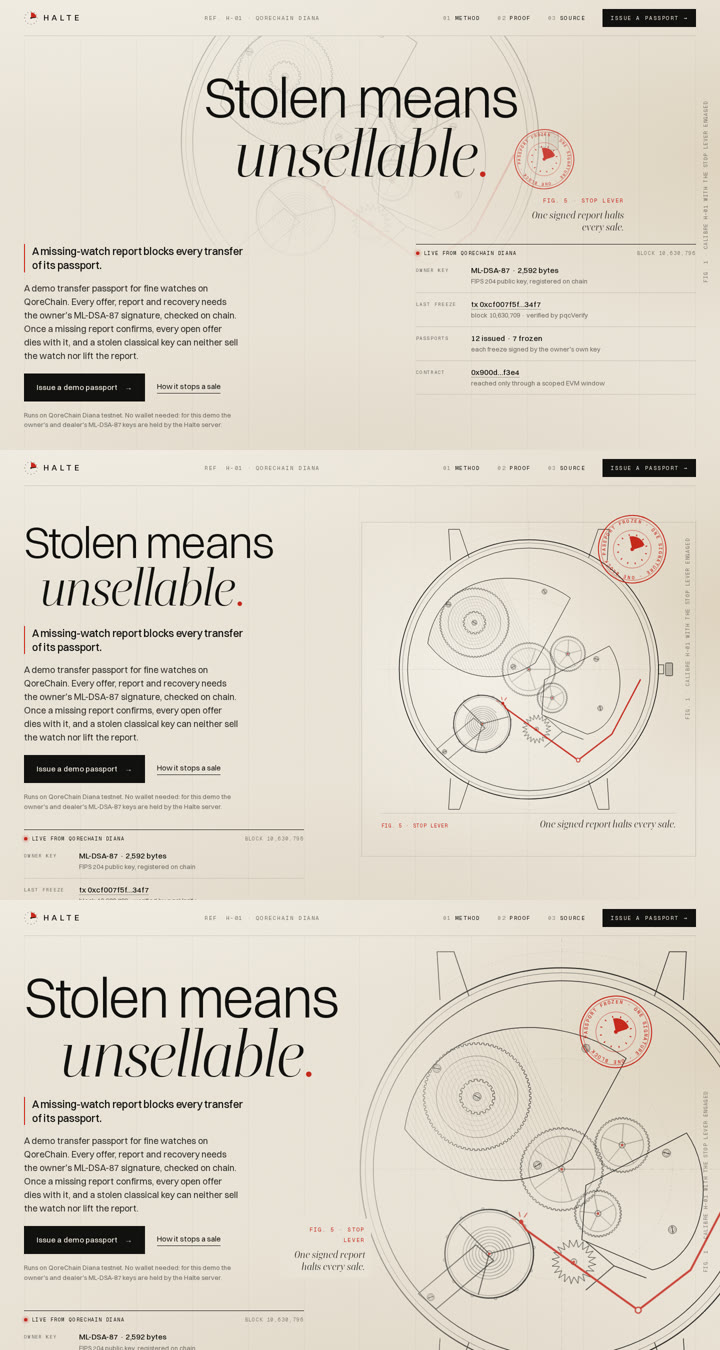 HALTE
REF. H-01 · QORECHAIN DIANA
01 METHOD
02 PROOF
03 SOURCE
ISSUE A PASSPORT →
Stolen means
unsellable.
FIG. 5 · STOP LEVER
One signed report halts
every sale.
FIG. 1 CALIBRE H-01 WITH THE STOP LEVER ENGAGED
A missing-watch report blocks every transfer
of its passport.
A demo transfer passport for fine watches on
QoreChain. Every offer, report and recovery needs
the owner's ML-DSA-87 signature, checked on chain.
Once a missing report confirms, every open offer
dies with it, and a stolen classical key can neither sell
the watch nor lift the report.
Issue a demo passport →
How it stops a sale
Runs on QoreChain Diana testnet. No wallet needed: for this demo the
owner's and dealer's ML-DSA-87 keys are held by the Halte server.
LIVE FROM QORECHAIN DIANA
BLOCK 10,630,796
OWNER KEY
ML-DSA-87 · 2,592 bytes
FIPS 204 public key, registered on chain
LAST FREEZE
tx 0xcf007f5f…34f7
block 10,630,709 · verified by pqcVerify
PASSPORTS
12 issued · 7 frozen
each freeze signed by the owner's own key
CONTRACT
0x900d…f3e4
reached only through a scoped EVM window
HALTE
REF. H-01 · QORECHAIN DIANA
01 METHOD
02 PROOF
03 SOURCE
ISSUE A PASSPORT →
Stolen means
unsellable.
PASSPORT FROZEN · ONE SIGNATURE
A missing-watch report blocks every transfer
of its passport.
A demo transfer passport for fine watches on
QoreChain. Every offer, report and recovery needs
the owner's ML-DSA-87 signature, checked on chain.
Once a missing report confirms, every open offer
dies with it, and a stolen classical key can neither sell
the watch nor lift the report.
Issue a demo passport →
How it stops a sale
Runs on QoreChain Diana testnet. No wallet needed: for this demo the
owner's and dealer's ML-DSA-87 keys are held by the Halte server.
FIG. 1 CALIBRE H-01 WITH THE STOP LEVER ENGAGED
FIG. 5 · STOP LEVER
One signed report halts every sale.
LIVE FROM QORECHAIN DIANA
BLOCK 10,630,796
OWNER KEY
ML-DSA-87 · 2,592 bytes
FIPS 204 public key, registered on chain
LAST FREEZE
tx 0xcf007f5f…34f7
HALTE
REF. H-01 · QORECHAIN DIANA
01 METHOD
02 PROOF
03 SOURCE
ISSUE A PASSPORT →
Stolen means
unsellable.
PASSPORT FROZEN · ONE SIGNATURE · ONE BLOCK
A missing-watch report blocks every transfer
of its passport.
A demo transfer passport for fine watches on
QoreChain. Every offer, report and recovery needs
the owner's ML-DSA-87 signature, checked on chain.
Once a missing report confirms, every open offer
dies with it, and a stolen classical key can neither sell
the watch nor lift the report.
Issue a demo passport →
How it stops a sale
Runs on QoreChain Diana testnet. No wallet needed: for this demo the
owner's and dealer's ML-DSA-87 keys are held by the Halte server.
FIG. 5 · STOP
LEVER
One signed report
halts every sale.
FIG. 1 CALIBRE H-01 WITH THE STOP LEVER ENGAGED
LIVE FROM QORECHAIN DIANA
BLOCK 10,630,796
OWNER KEY
ML-DSA-87 · 2,592 bytes
FIPS 204 public key, registered on chain